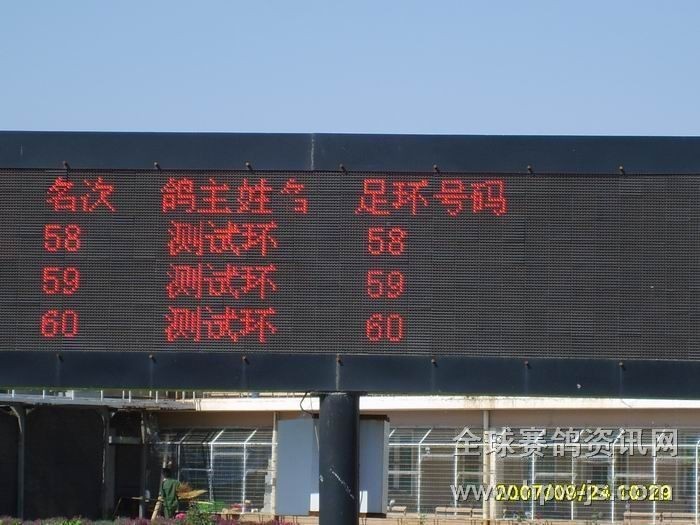 名次 鸽主姓名 足环号码
58 测试环 58
59 测试环 59
60 测试环 60
全球赛鸽资讯网
2007/09/24 10:29